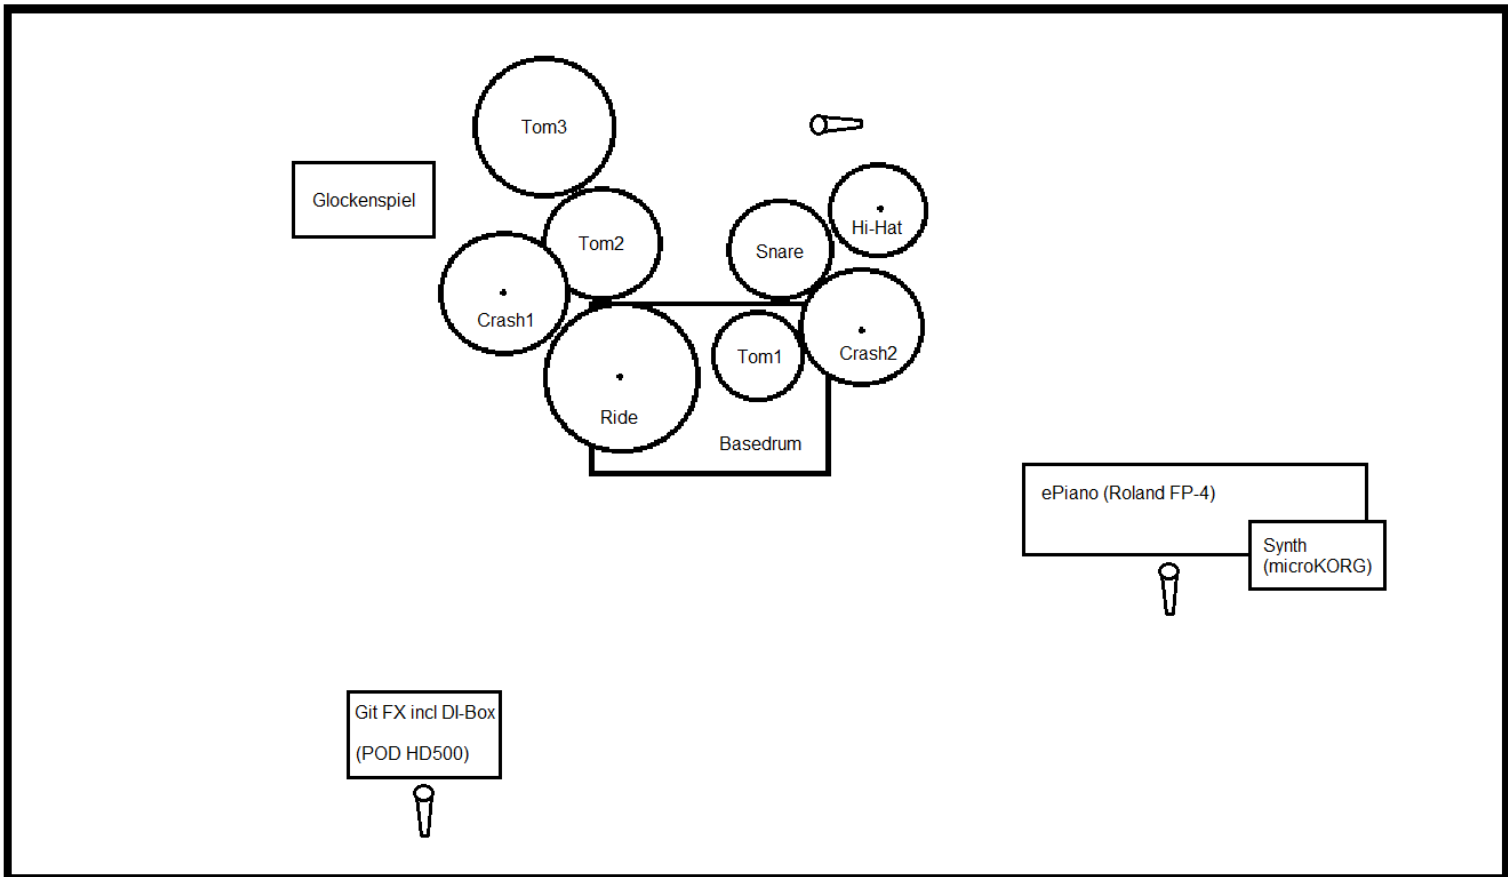 Tom3
Glockenspiel
Tom2
Snare
Hi-Hat
Crash1
Crash2
Tom1
Ride
Basedrum
ePiano (Roland FP-4)
Synth
(microKORG)
Git FX incl DI-Box
(POD HD500)